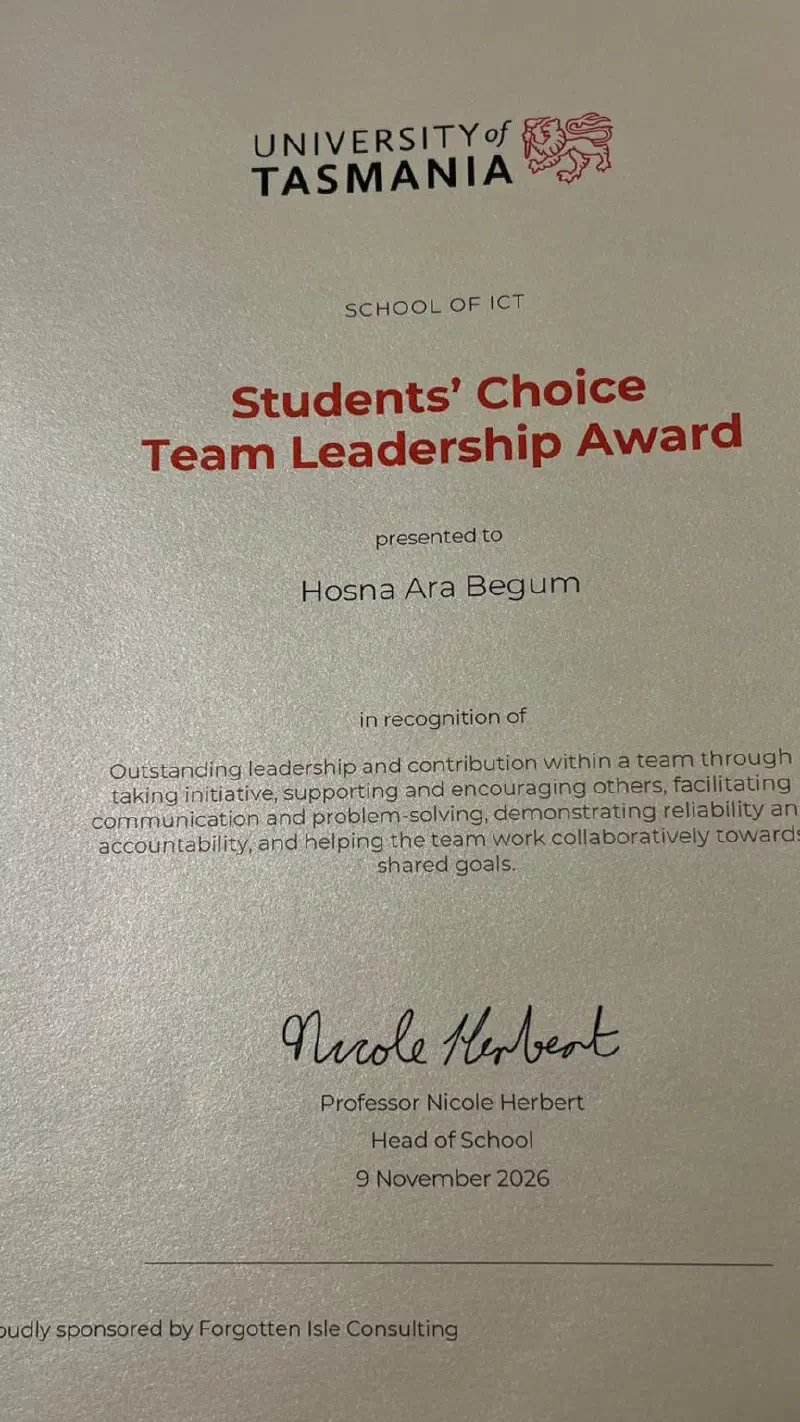 UNIVERSITY of
TASMANIA
SCHOOL OF ICT
Students’ Choice
Team Leadership Award
presented to
Hosna Ara Begum
in recognition of
Outstanding leadership and contribution within a team through
taking initiative, supporting and encouraging others, facilitating
communication and problem-solving, demonstrating reliability an
accountability, and helping the team work collaboratively towards
shared goals.
Nicole Herbert
Professor Nicole Herbert
Head of School
9 November 2026
oudly sponsored by Forgotten Isle Consulting